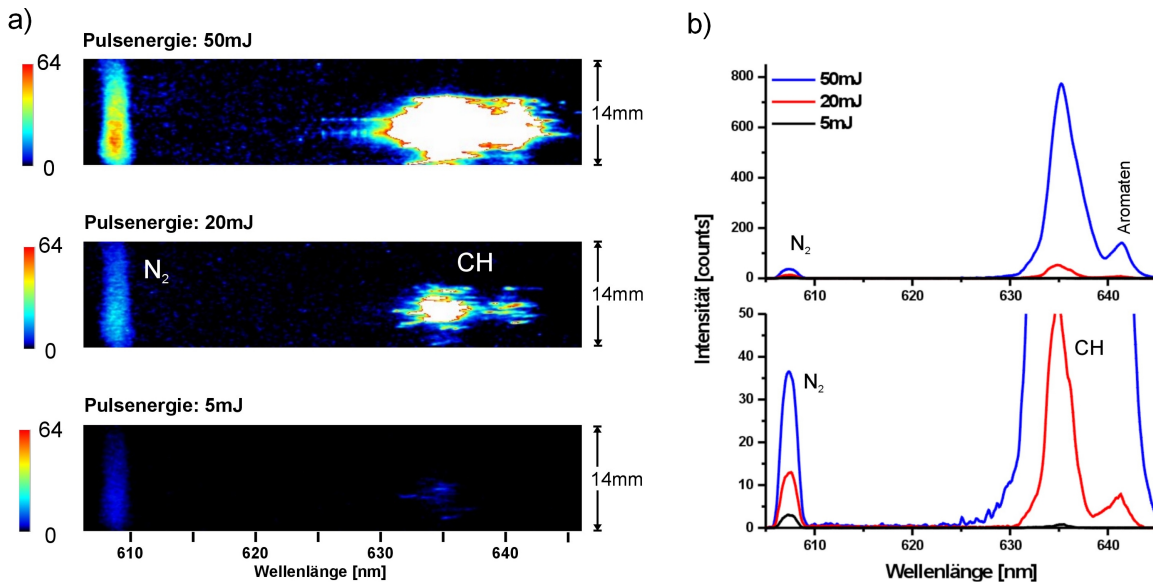 a)
Pulsenergie: 50mJ
64
0
14mm
Pulsenergie: 20mJ
64
0
N2
CH
14mm
Pulsenergie: 5mJ
64
0
14mm
610 620 630 640
Wellenlänge [nm]
b)
800
600
400
200
0
50mJ
20mJ
5mJ
N2
Aromaten
610 620 630 640
Intensität [counts]
50
40
30
20
10
0
N2
CH
610 620 630 640
Wellenlänge [nm]